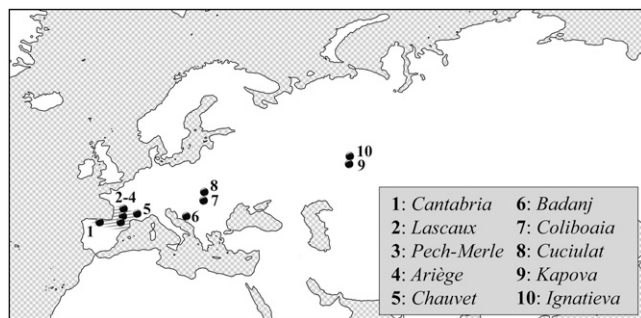 10
9
8
7
2-4
5
6
1
1: Cantabria 6: Badanj
2: Lascaux 7: Coliboaia
3: Pech-Merle 8: Cuciulat
4: Ariège 9: Kapova
5: Chauvet 10: Ignatieva